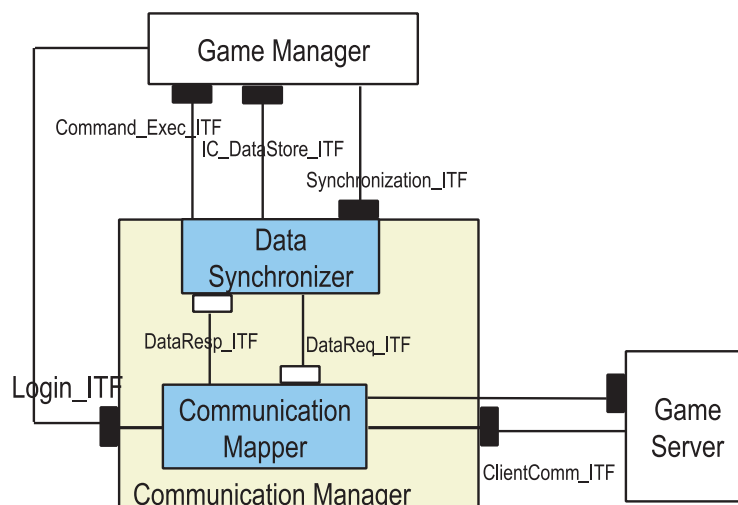 Game Manager
Command_Exec_ITF
IC_DataStore_ITF
Synchronization_ITF
Data
Synchronizer
DataResp_ITF
DataReq_ITF
Login_ITF
Communication
Mapper
Game
Server
ClientComm_ITF
Communication Manager